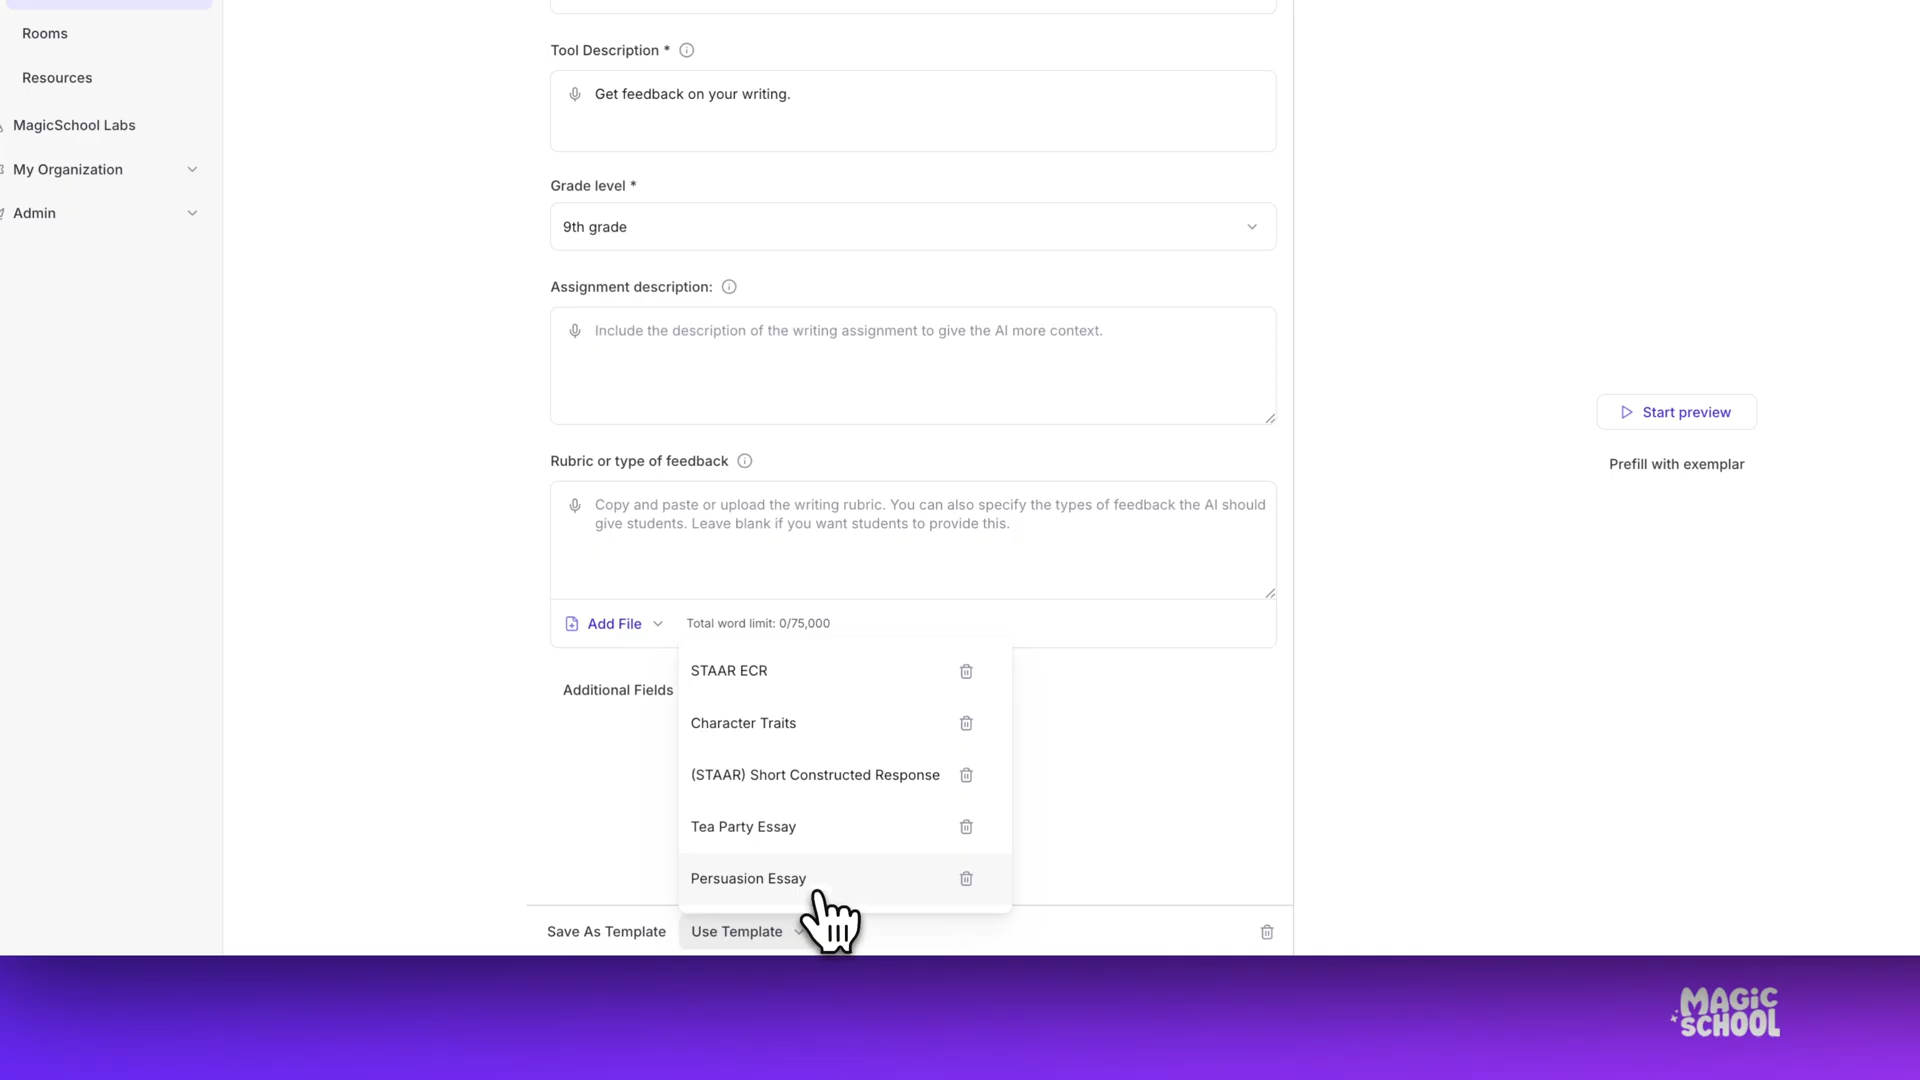 Rooms
Resources
MagicSchool Labs
My Organization
Admin
Tool Description *
Get feedback on your writing.
Grade level *
9th grade
Assignment description:
Include the description of the writing assignment to give the AI more context.
Rubric or type of feedback
Copy and paste or upload the writing rubric. You can also specify the types of feedback the AI should
give students. Leave blank if you want students to provide this.
Add File
Total word limit: 0/75,000
Additional Fields
STAAR ECR
Character Traits
(STAAR) Short Constructed Response
Tea Party Essay
Persuasion Essay
Save As Template
Use Template
Start preview
Prefill with exemplar
MAGiC
SCHOOL